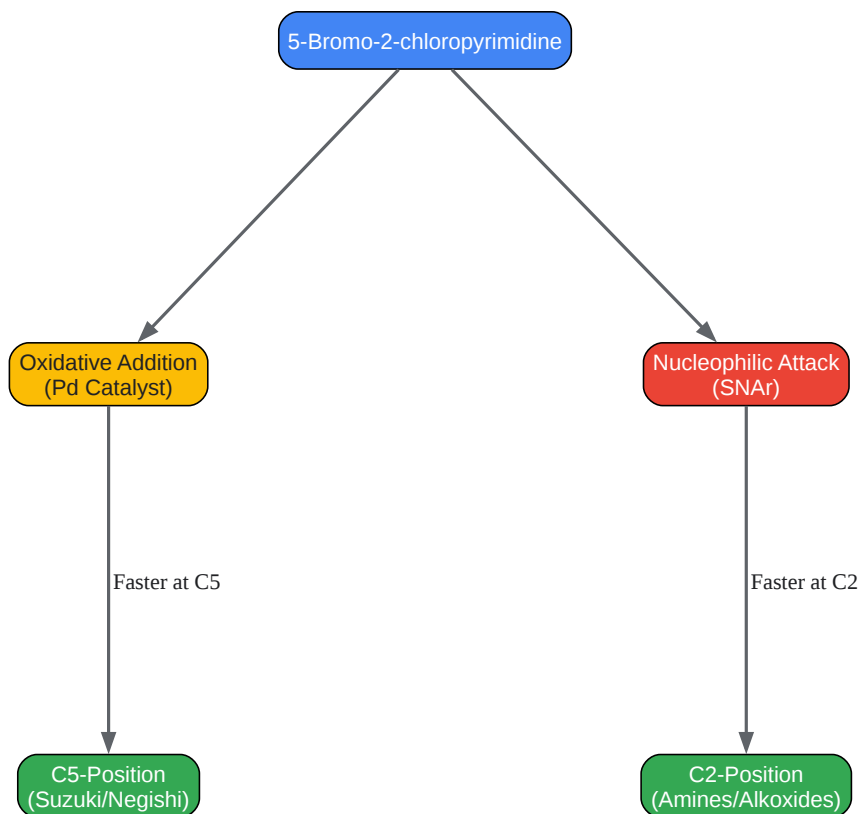 5-Bromo-2-chloropyrimidine
Oxidative Addition
(Pd Catalyst)
Nucleophilic Attack
(SNAr)
Faster at C5
Faster at C2
C5-Position
(Suzuki/Negishi)
C2-Position
(Amines/Alkoxides)